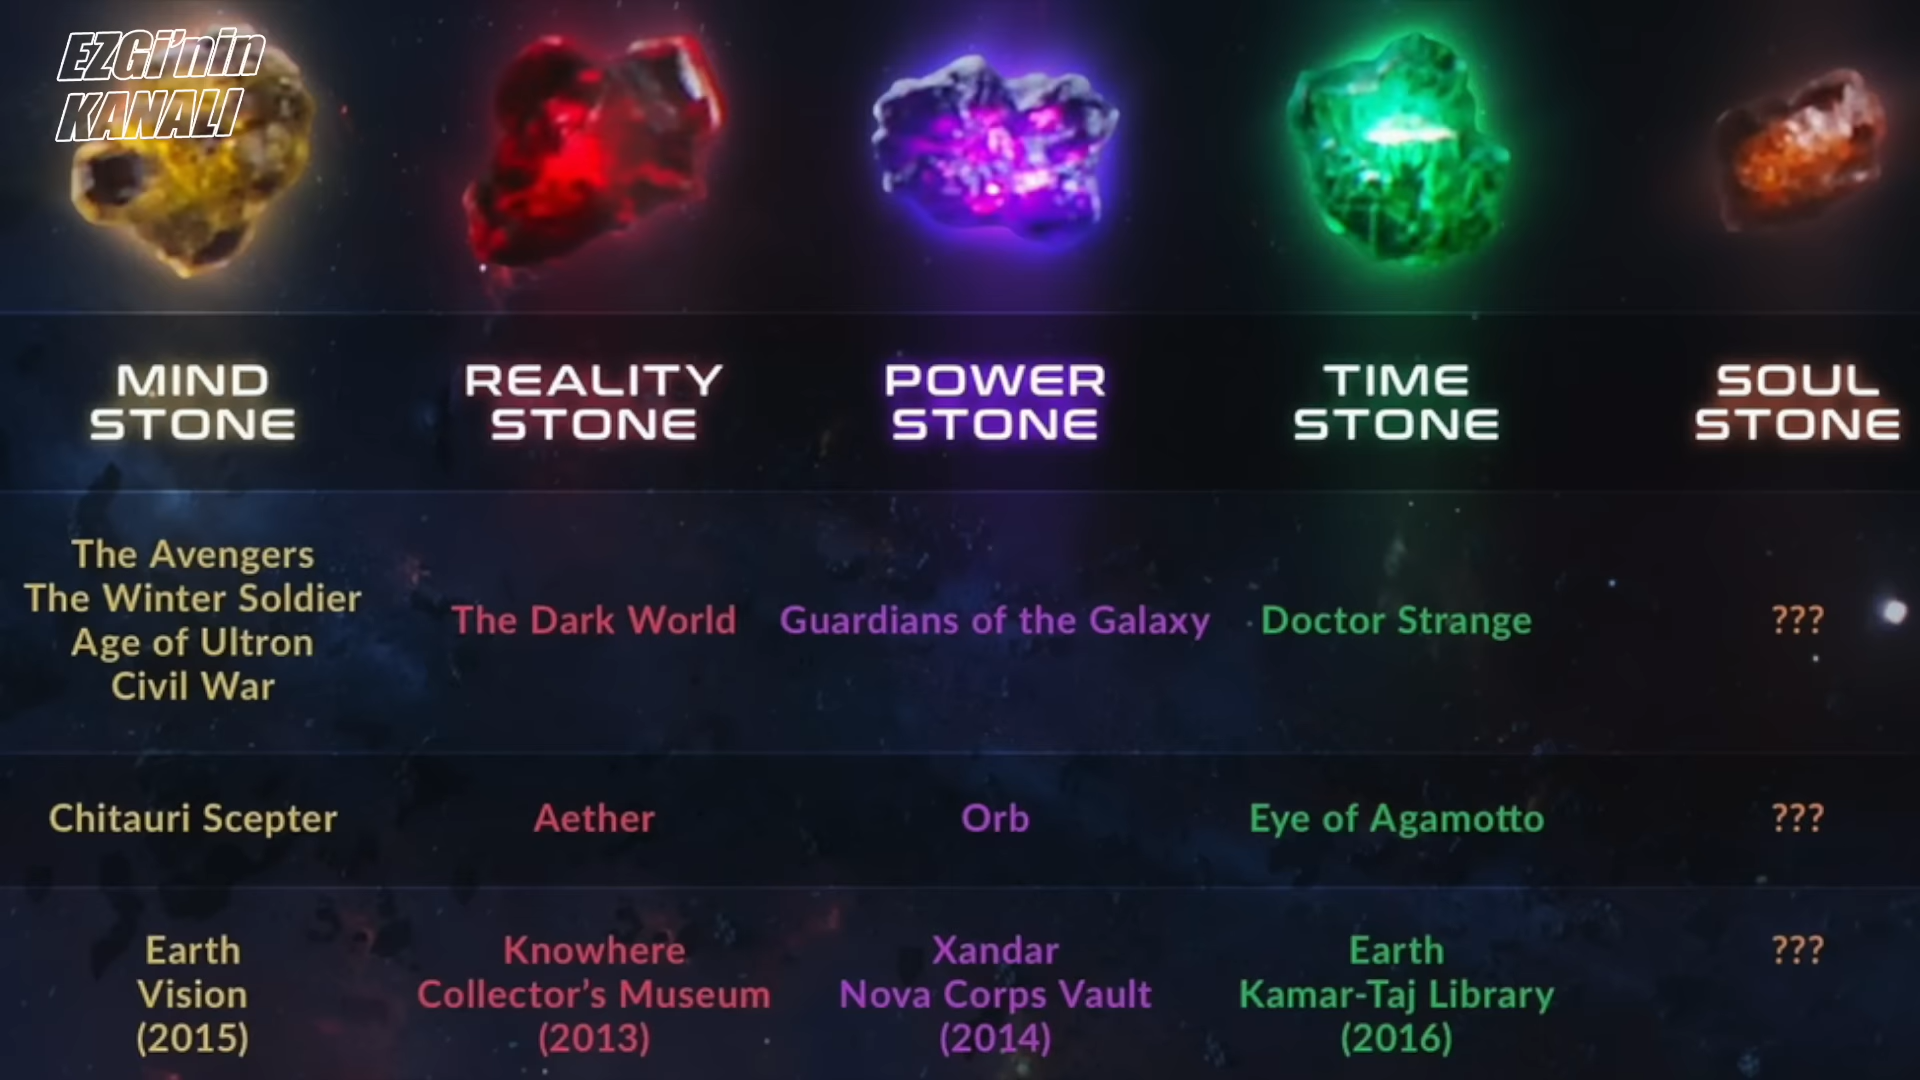 EZGi'nin
KANALI
MIND
STONE
REALITY
STONE
POWER
STONE
TIME
STONE
SOUL
STONE
The Avengers
The Winter Soldier
Age of Ultron
Civil War
The Dark World
Guardians of the Galaxy
Doctor Strange
???
Chitauri Scepter
Aether
Orb
Eye of Agamotto
???
Earth
Vision
(2015)
Knowhere
Collector's Museum
(2013)
Xandar
Nova Corps Vault
(2014)
Earth
Kamar-Taj Library
(2016)
???